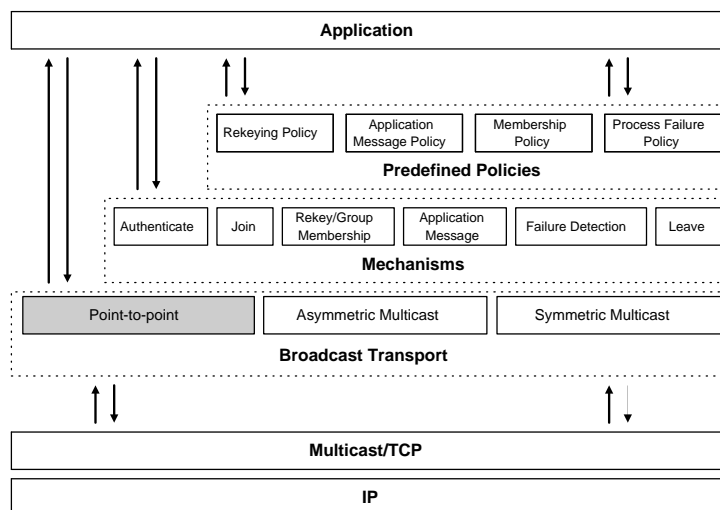 Application
Rekeying Policy
Application
Message Policy
Membership
Policy
Process Failure
Policy
Predefined Policies
Authenticate
Join
Rekey/Group
Membership
Application
Message
Failure Detection
Leave
Mechanisms
Point-to-point
Asymmetric Multicast
Symmetric Multicast
Broadcast Transport
Multicast/TCP
IP